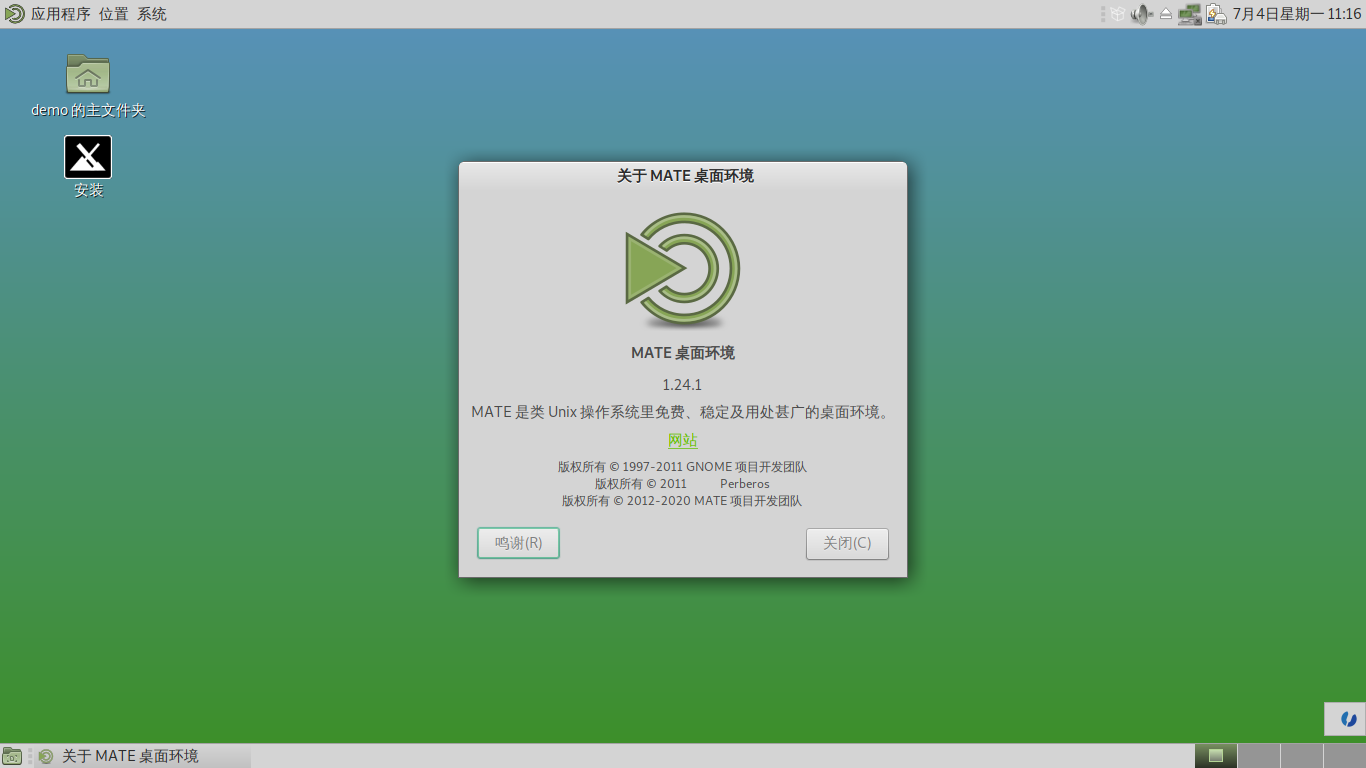 应用程序 位置 系统
7月4日星期一 11:16
demo 的主文件夹
安装
关于 MATE 桌面环境
MATE 桌面环境
1.24.1
MATE 是类 Unix 操作系统里免费、稳定及用处甚广的桌面环境。
网站
版权所有 © 1997-2011 GNOME 项目开发团队
版权所有 © 2011 Perberos
版权所有 © 2012-2020 MATE 项目开发团队
鸣谢(R) 关闭(C)
关于 MATE 桌面环境